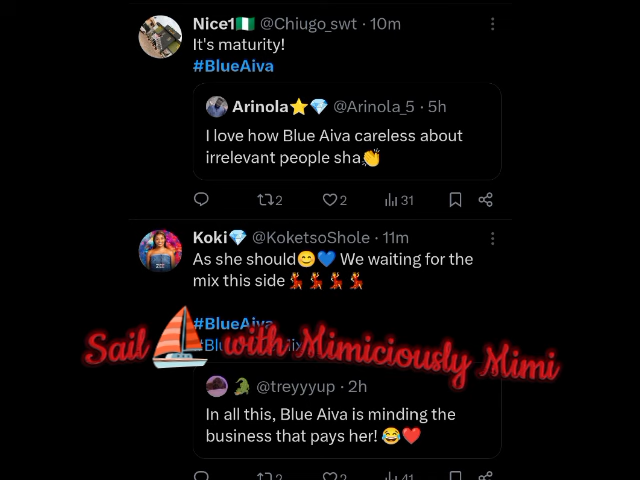 Nice1🇳🇬 @Chiugo_swt · 10m
It's maturity!
#BlueAiva
Arinola⭐💎 @Arinola_5 · 5h
I love how Blue Aiva careless about
irrelevant people sha👏
2 2 31
Koki💎 @KoketsoShole · 11m
As she should😊💙 We waiting for the
mix this side💃💃💃💃
#BlueAiva
Sail⛵with Mimiciously Mimi
🐊 @treyyyup · 2h
In all this, Blue Aiva is minding the
business that pays her! 😂❤️
2 2 41